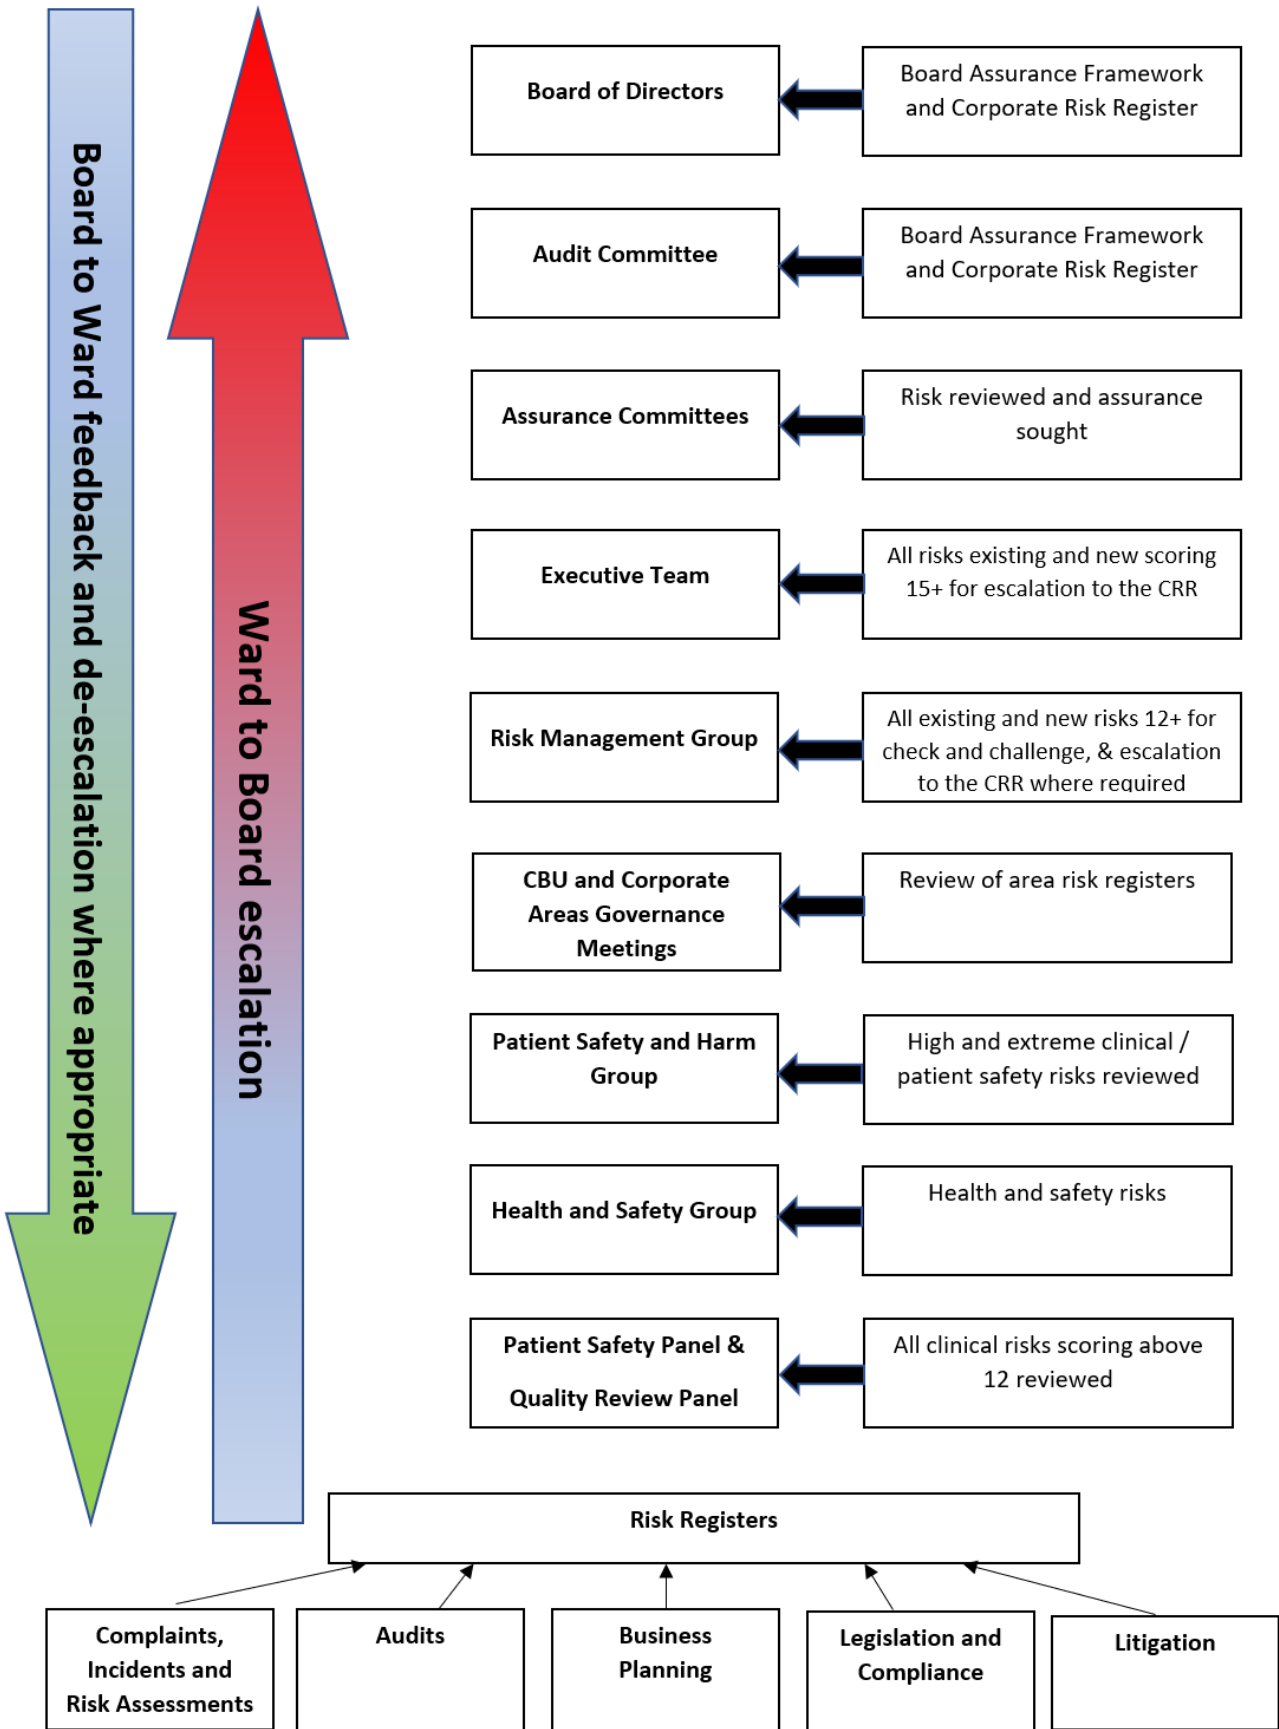 Board to Ward feedback and de-escalation where appropriate
Ward to Board escalation
Board of Directors
Board Assurance Framework
and Corporate Risk Register
Audit Committee
Board Assurance Framework
and Corporate Risk Register
Assurance Committees
Risk reviewed and assurance
sought
Executive Team
All risks existing and new scoring
15+ for escalation to the CRR
Risk Management Group
All existing and new risks 12+ for
check and challenge, & escalation
to the CRR where required
CBU and Corporate
Areas Governance
Meetings
Review of area risk registers
Patient Safety and Harm
Group
High and extreme clinical /
patient safety risks reviewed
Health and Safety Group
Health and safety risks
Patient Safety Panel &
Quality Review Panel
All clinical risks scoring above
12 reviewed
Risk Registers
Complaints,
Incidents and
Risk Assessments
Audits
Business
Planning
Legislation and
Compliance
Litigation